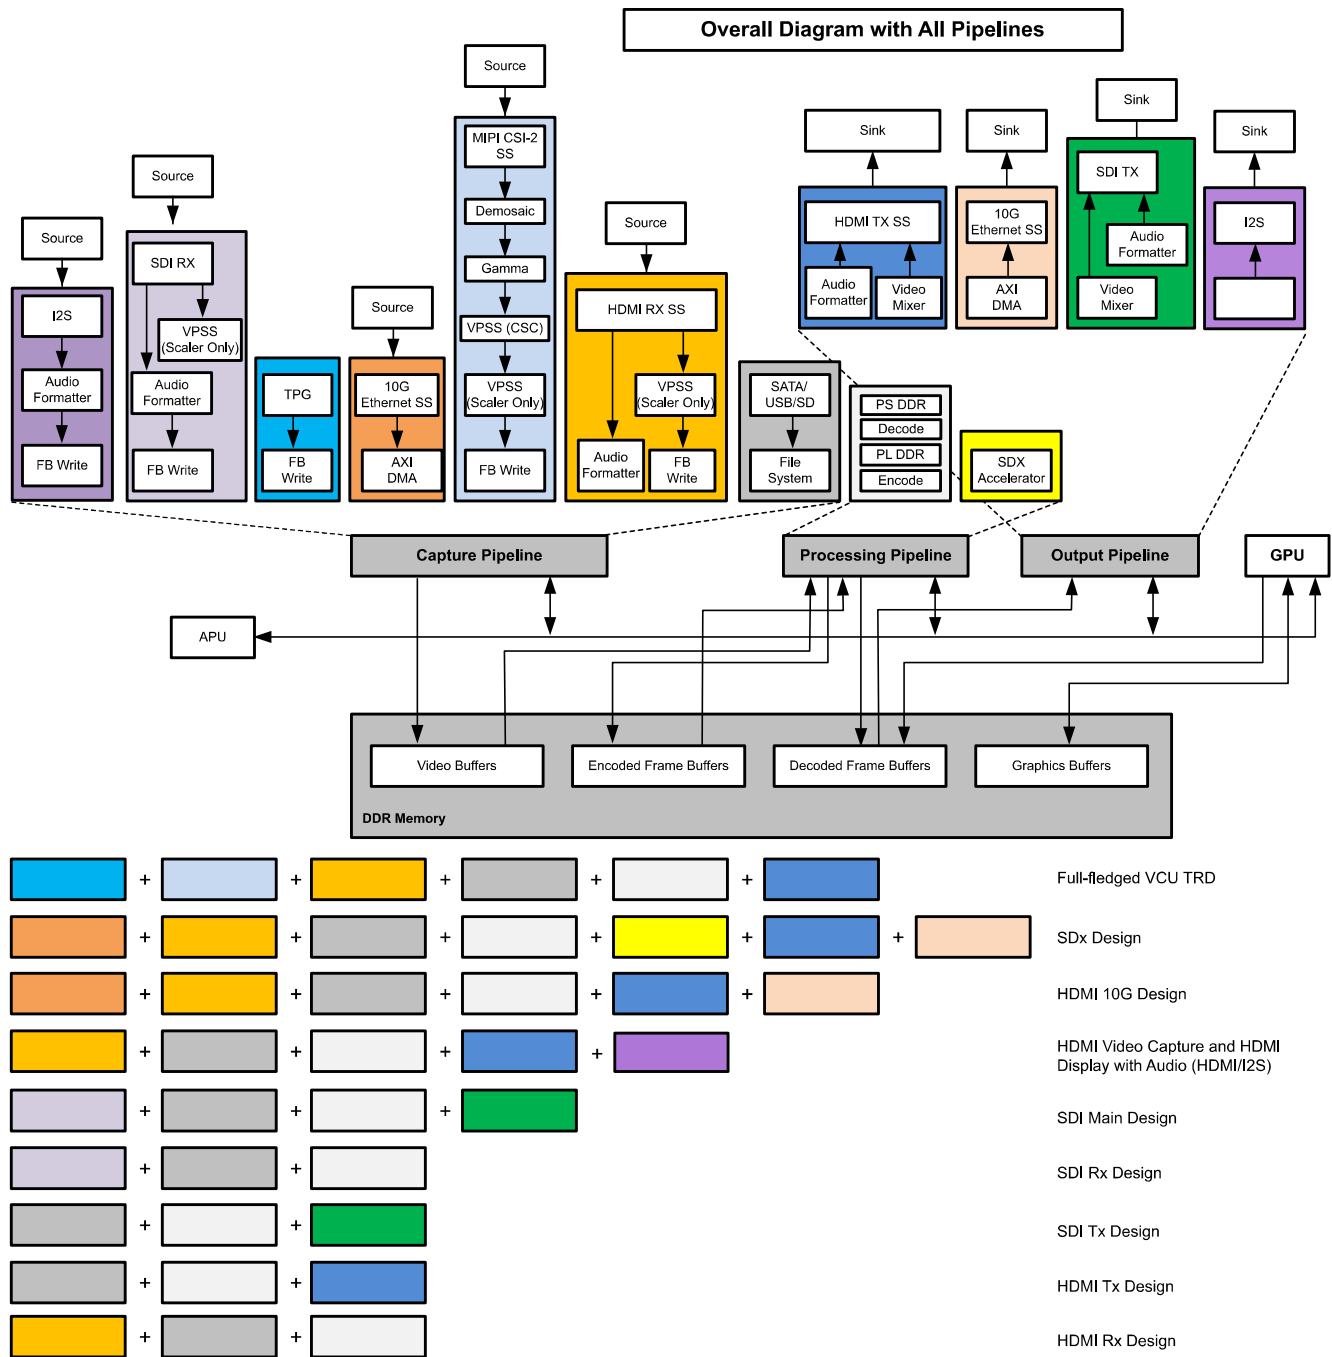 Overall Diagram with All Pipelines
Source
MIPI CSI-2
SS
Demosaic
Gamma
VPSS (CSC)
VPSS
(Scaler Only)
FB Write
Source
SDI RX
VPSS
(Scaler Only)
Audio
Formatter
FB Write
Source
I2S
Audio
Formatter
FB Write
TPG
FB
Write
Source
10G
Ethernet SS
AXI
DMA
Source
HDMI RX SS
VPSS
(Scaler Only)
Audio
Formatter
FB
Write
SATA/
USB/SD
File
System
PS DDR
Decode
PL DDR
Encode
SDX
Accelerator
Sink
HDMI TX SS
Audio
Formatter
Video
Mixer
Sink
10G
Ethernet SS
AXI
DMA
Sink
SDI TX
Audio
Formatter
Video
Mixer
Sink
I2S
Capture Pipeline
Processing Pipeline
Output Pipeline
GPU
APU
Video Buffers
Encoded Frame Buffers
Decoded Frame Buffers
Graphics Buffers
DDR Memory
+ + + + + Full-fledged VCU TRD
+ + + + + + SDx Design
+ + + + + HDMI 10G Design
+ + + + HDMI Video Capture and HDMI
Display with Audio (HDMI/I2S)
+ + + SDI Main Design
+ + SDI Rx Design
+ + SDI Tx Design
+ + HDMI Tx Design
+ + HDMI Rx Design